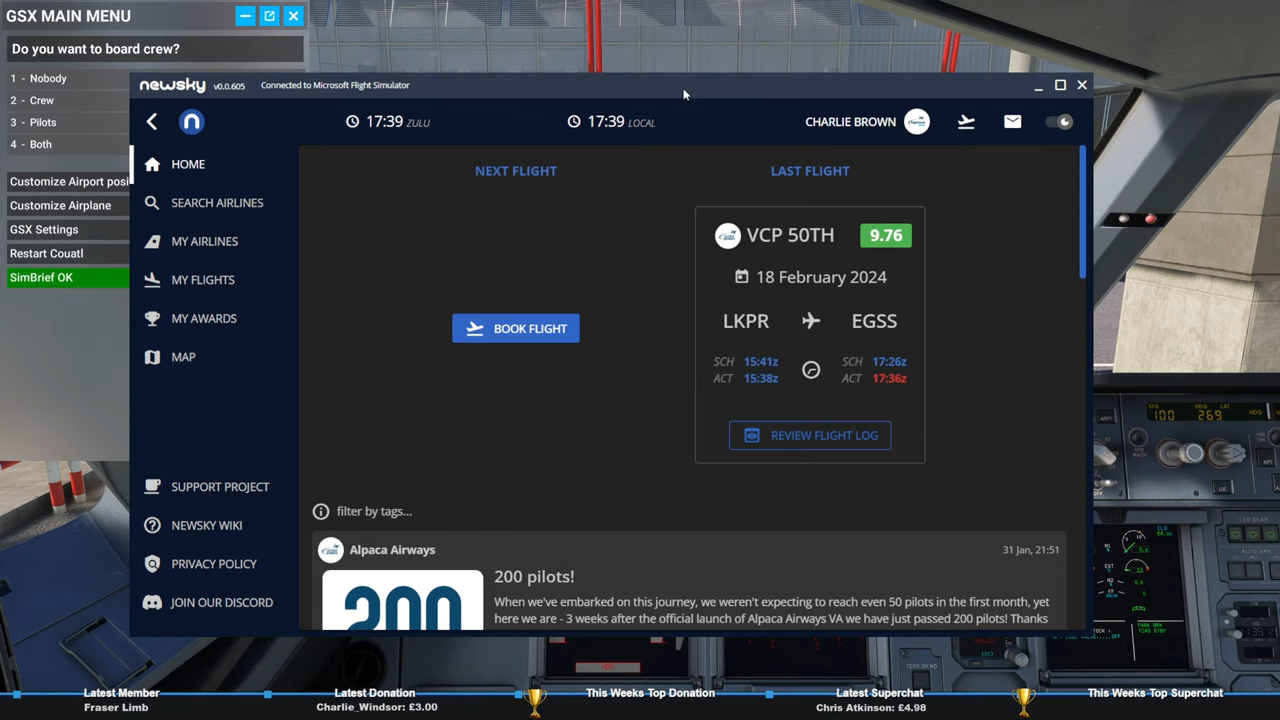 GSX MAIN MENU
Do you want to board crew?
1 - Nobody
2 - Crew
3 - Pilots
4 - Both
Customize Airport posi
Customize Airplane
GSX Settings
Restart Couatl
SimBrief OK
newsky v0.0.605 Connected to Microsoft Flight Simulator
17:39 ZULU
17:39 LOCAL
CHARLIE BROWN
HOME
SEARCH AIRLINES
MY AIRLINES
MY FLIGHTS
MY AWARDS
MAP
SUPPORT PROJECT
NEWSKY WIKI
PRIVACY POLICY
JOIN OUR DISCORD
NEXT FLIGHT
BOOK FLIGHT
LAST FLIGHT
VCP 50TH 9.76
18 February 2024
LKPR EGSS
SCH 15:41z SCH 17:26z
ACT 15:38z ACT 17:36z
REVIEW FLIGHT LOG
filter by tags...
Alpaca Airways 31 Jan, 21:51
200
200 pilots!
When we've embarked on this journey, we weren't expecting to reach even 50 pilots in the first month, yet
here we are - 3 weeks after the official launch of Alpaca Airways VA we have just passed 200 pilots! Thanks
SPD HDG LAT
100 269
HDG
LOC
Latest Member
Fraser Limb
Latest Donation
Charlie_Windsor: £3.00
This Weeks Top Donation
Latest Superchat
Chris Atkinson: £4.98
This Weeks Top Superchat